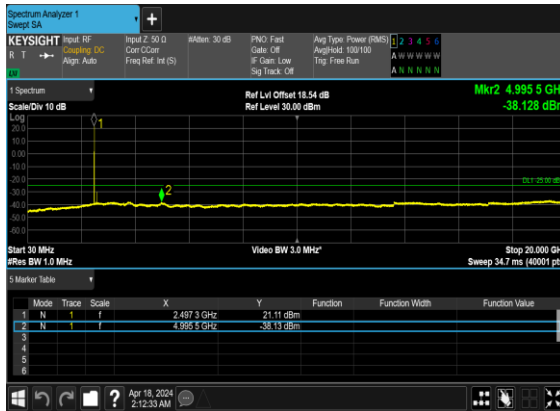 Spectrum Analyzer 1
Swept SA
+
KEYSIGHT
R T
Input: RF
Coupling: DC
Align: Auto
Input Z: 50 Ω
Corr CCorr
Freq Ref: Int (S)
#Atten: 30 dB
PNO: Fast
Gate: Off
IF Gain: Low
Sig Track: Off
Avg Type: Power (RMS)
Avg|Hold: 100/100
Trig: Free Run
1 2 3 4 5 6
A W W W W W
A N N N N N
1 Spectrum
Scale/Div 10 dB
Log
Ref Lvl Offset 18.54 dB
Ref Level 30.00 dBm
Mkr2 4.995 5 GH
-38.128 dBm
20.0
10.0
0.00
-10.0
-20.0
-30.0
-40.0
-50.0
-60.0
1
2
DL1 -25.00 dB
Start 30 MHz
#Res BW 1.0 MHz
Video BW 3.0 MHz*
Stop 20.000 GH
Sweep 34.7 ms (40001 pt
5 Marker Table
Mode Trace Scale X Y Function Function Width Function Value
1 N 1 f 2.497 3 GHz 21.11 dBm
2 N 1 f 4.995 5 GHz -38.13 dBm
3
4
5
6
?
Apr 18, 2024
2:12:33 AM